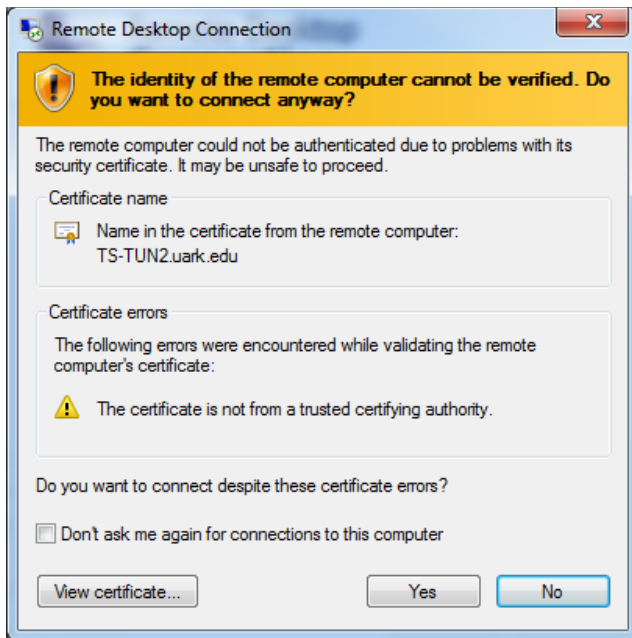 Remote Desktop Connection
The identity of the remote computer cannot be verified. Do
you want to connect anyway?
The remote computer could not be authenticated due to problems with its
security certificate. It may be unsafe to proceed.
Certificate name
Name in the certificate from the remote computer:
TS-TUN2.uark.edu
Certificate errors
The following errors were encountered while validating the remote
computer's certificate:
The certificate is not from a trusted certifying authority.
Do you want to connect despite these certificate errors?
Don't ask me again for connections to this computer
View certificate...
Yes
No